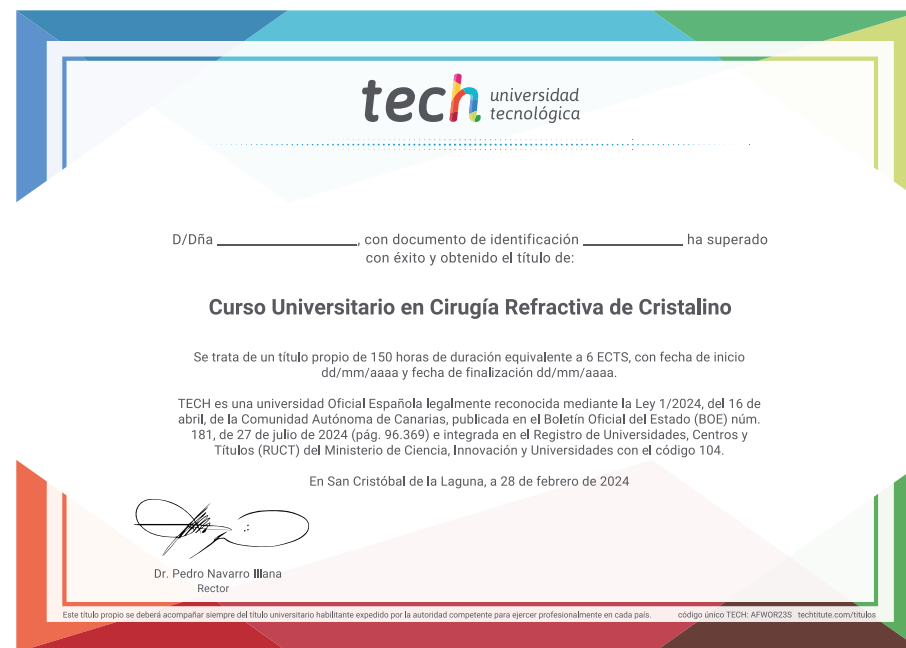 tech universidad
tecnológica
D/Dña ____________________, con documento de identificación ______________ ha superado
con éxito y obtenido el título de:
Curso Universitario en Cirugía Refractiva de Cristalino
Se trata de un título propio de 150 horas de duración equivalente a 6 ECTS, con fecha de inicio
dd/mm/aaaa y fecha de finalización dd/mm/aaaa.
TECH es una universidad Oficial Española legalmente reconocida mediante la Ley 1/2024, del 16 de
abril, de la Comunidad Autónoma de Canarias, publicada en el Boletín Oficial del Estado (BOE) núm.
181, de 27 de julio de 2024 (pág. 96.369) e integrada en el Registro de Universidades, Centros y
Títulos (RUCT) del Ministerio de Ciencia, Innovación y Universidades con el código 104.
En San Cristóbal de la Laguna, a 28 de febrero de 2024
Dr. Pedro Navarro Illana
Rector
Este título propio se deberá acompañar siempre del título universitario habilitante expedido por la autoridad competente para ejercer profesionalmente en cada país. código único TECH: AFWOR23S techtitute.com/titulos